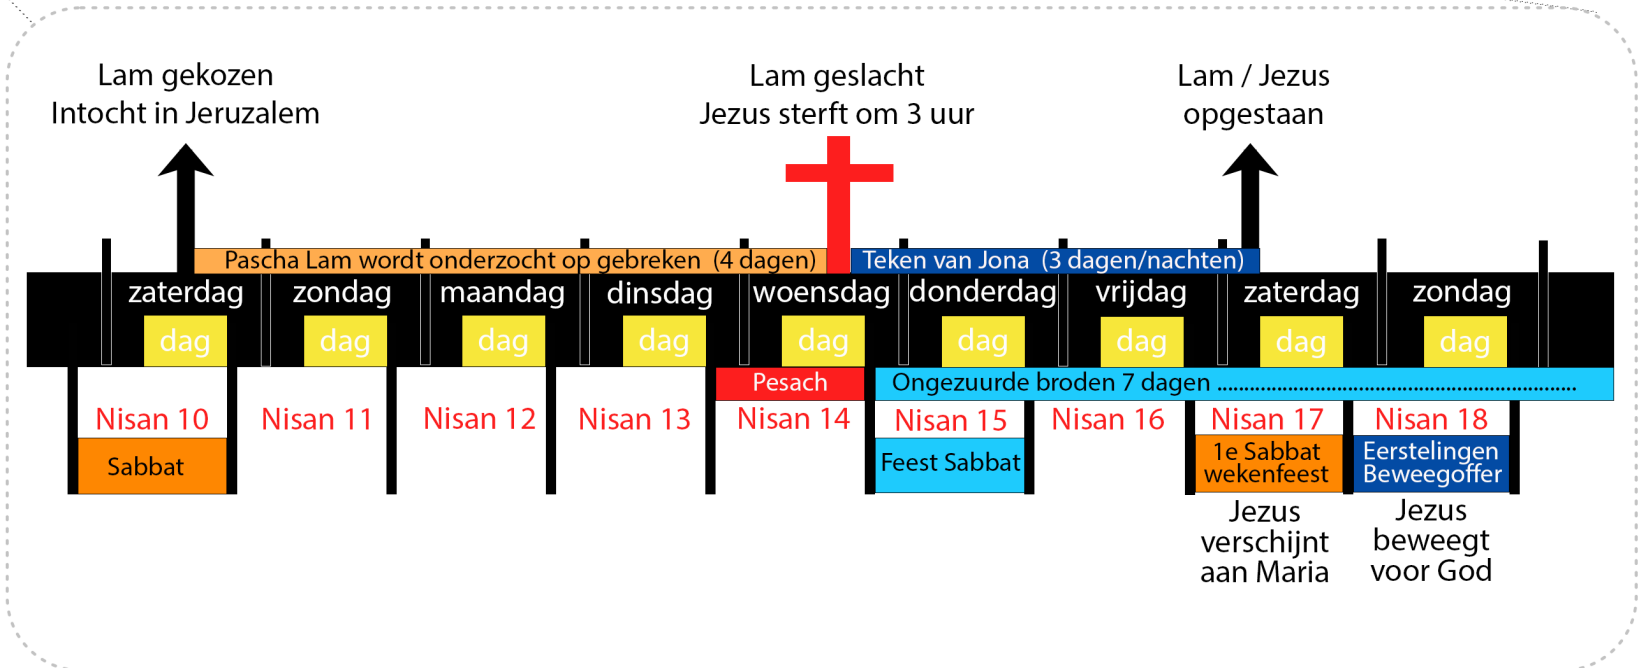 Lam gekozen
Intocht in Jeruzalem
Lam geslacht
Jezus sterft om 3 uur
Lam / Jezus
opgestaan
Pascha Lam wordt onderzocht op gebreken (4 dagen)
Teken van Jona (3 dagen/nachten)
zaterdag zondag maandag dinsdag woensdag donderdag vrijdag zaterdag zondag
dag dag dag dag dag dag dag dag dag
Pesach
Ongezuurde broden 7 dagen ......................................................................
Nisan 10 Nisan 11 Nisan 12 Nisan 13 Nisan 14 Nisan 15 Nisan 16 Nisan 17 Nisan 18
Sabbat
Feest Sabbat
1e Sabbat
wekenfeest
Eerstelingen
Beweegoffer
Jezus
verschijnt
aan Maria
Jezus
beweegt
voor God